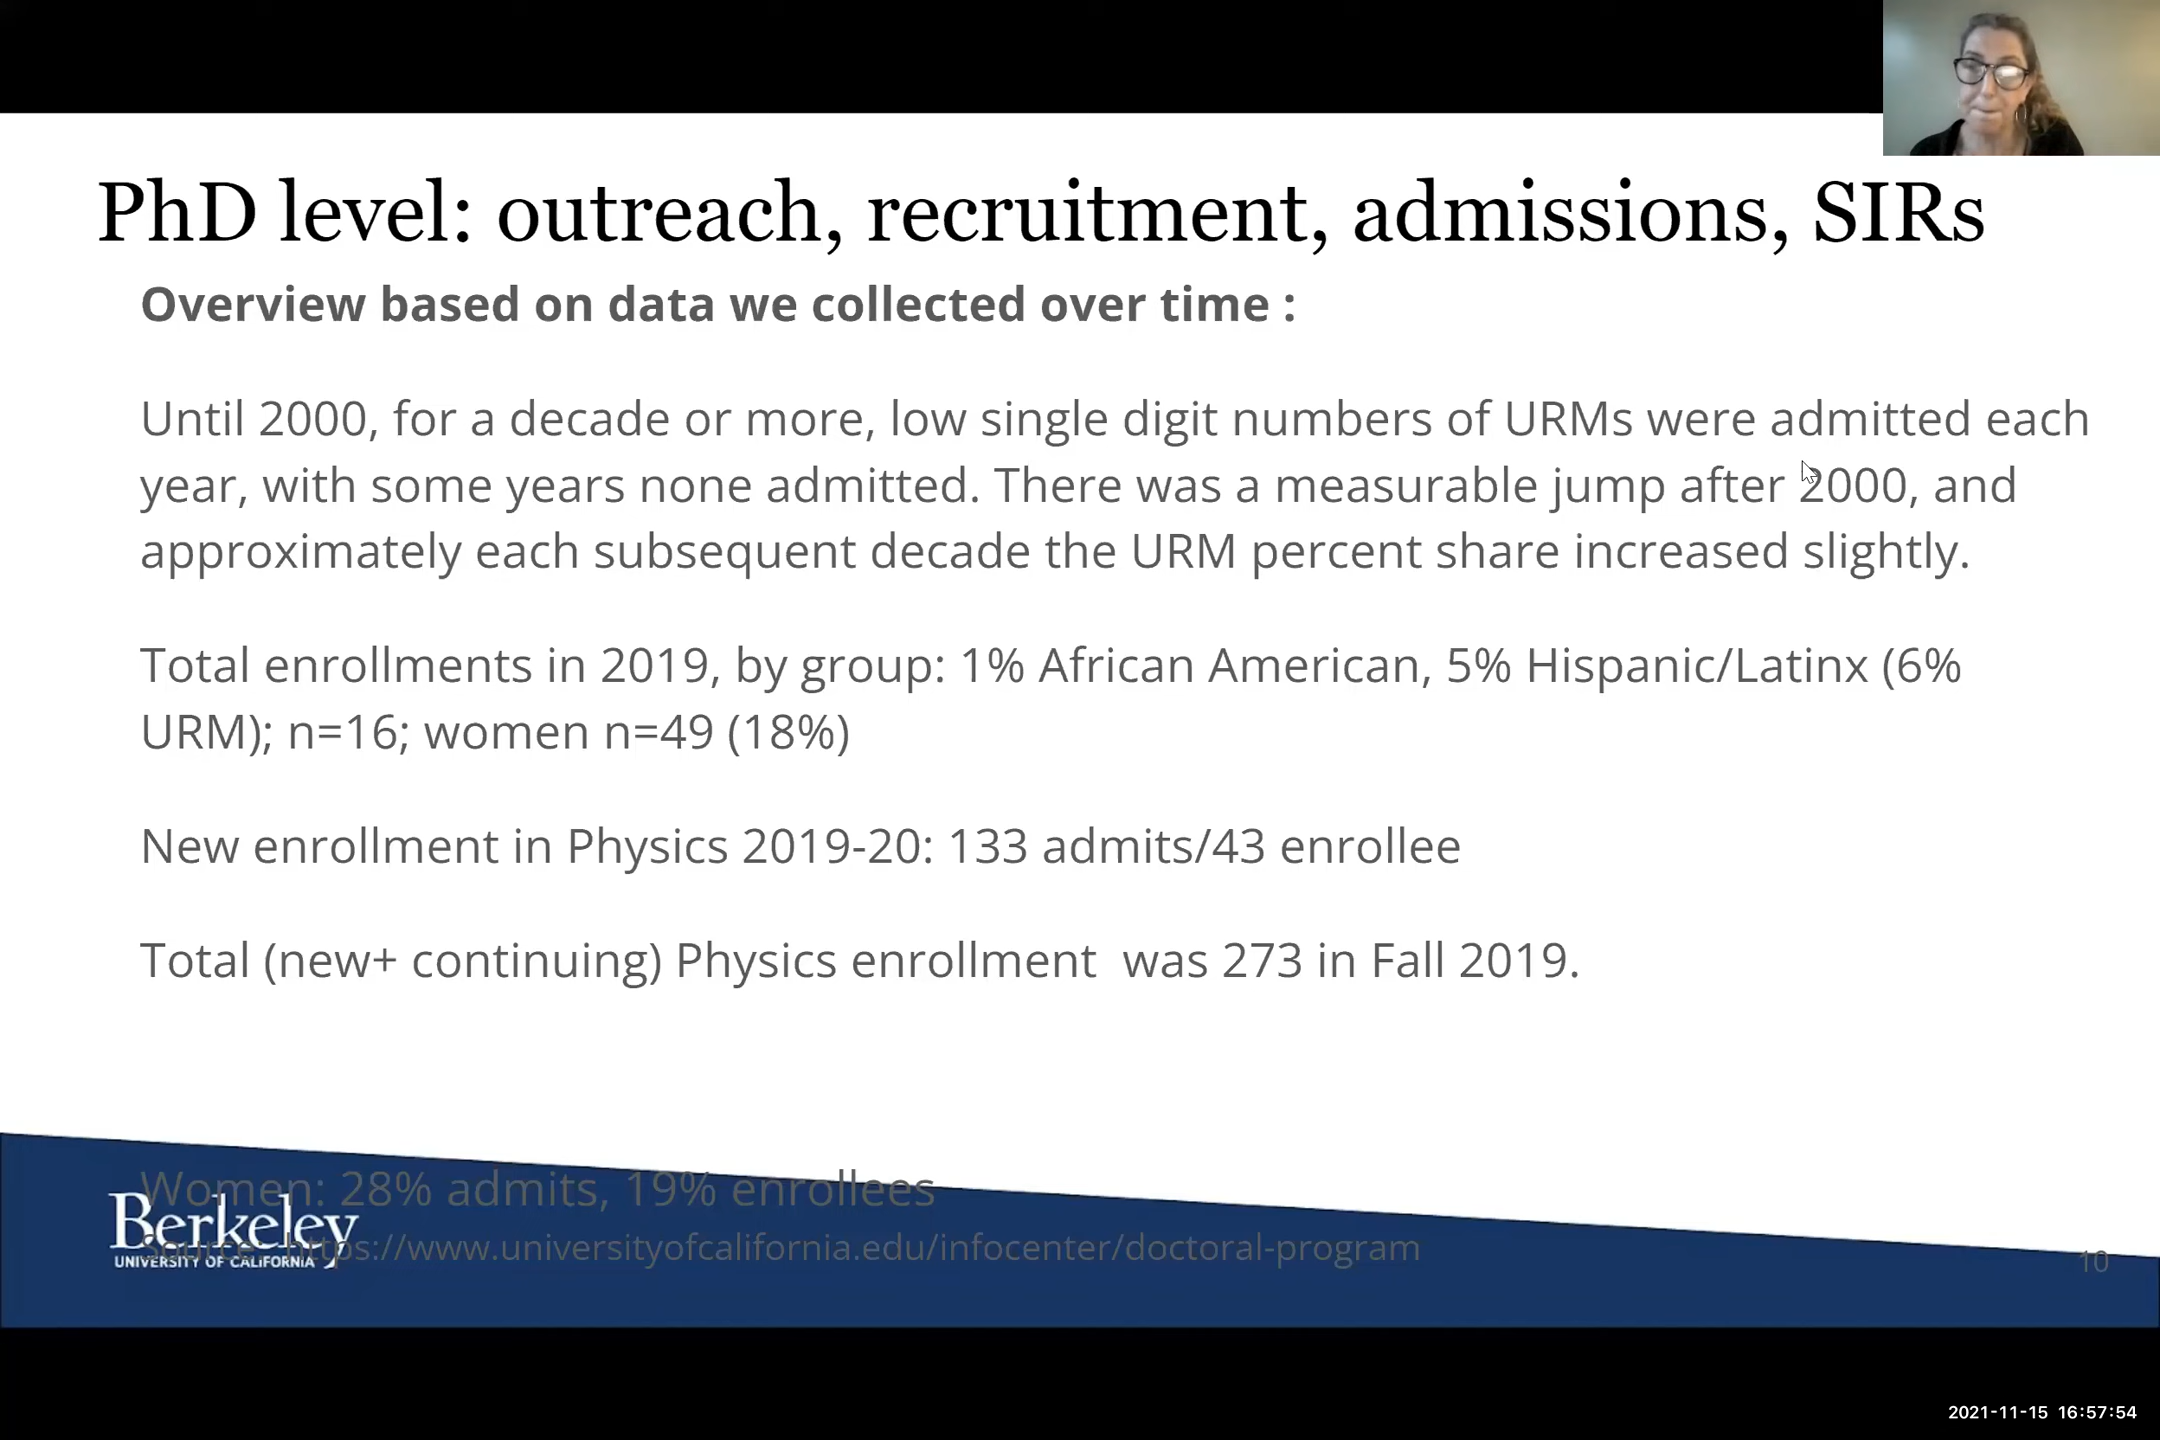 PhD level: outreach, recruitment, admissions, SIRs
Overview based on data we collected over time :
Until 2000, for a decade or more, low single digit numbers of URMs were admitted each
year, with some years none admitted. There was a measurable jump after 2000, and
approximately each subsequent decade the URM percent share increased slightly.
Total enrollments in 2019, by group: 1% African American, 5% Hispanic/Latinx (6%
URM); n=16; women n=49 (18%)
New enrollment in Physics 2019-20: 133 admits/43 enrollee
Total (new+ continuing) Physics enrollment  was 273 in Fall 2019.
Women: 28% admits, 19% enrollees
Berkeley
Source: https://www.universityofcalifornia.edu/infocenter/doctoral-program
UNIVERSITY OF CALIFORNIA
10
2021-11-15 16:57:54